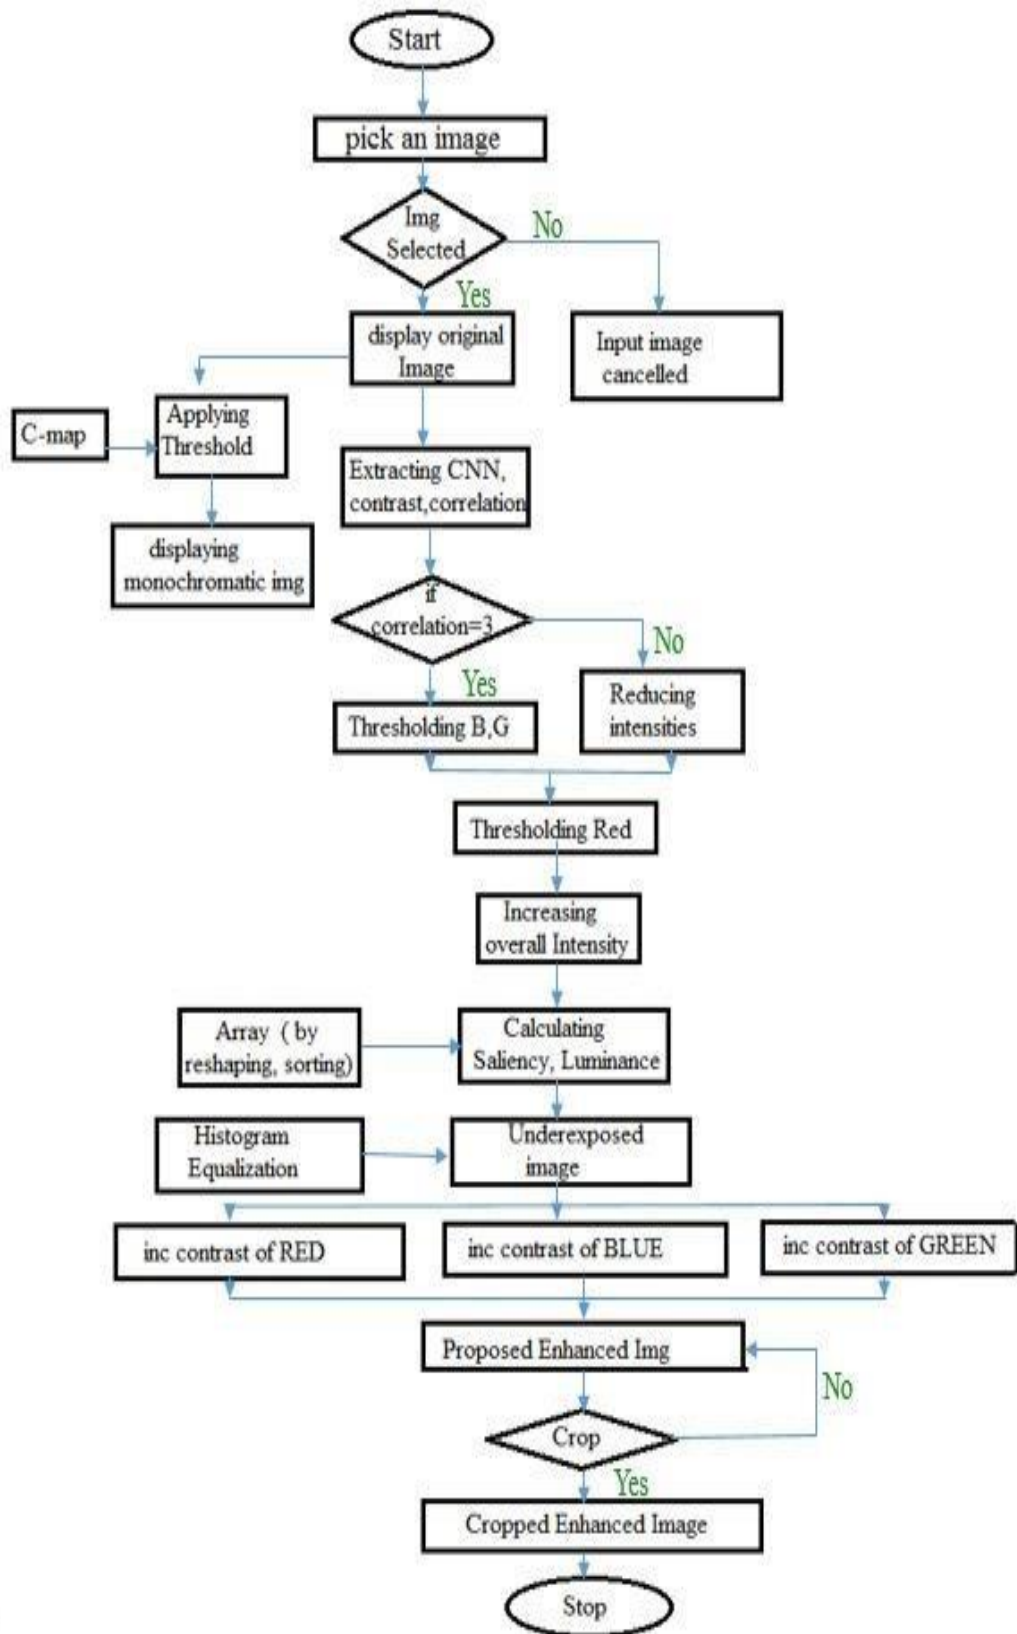 Start
pick an image
Img
Selected
No
Yes
display original
Image
Input image
cancelled
C-map
Applying
Threshold
Extracting CNN,
contrast,correlation
displaying
monochromatic img
if
correlation=3
No
Yes
Thresholding B,G
Reducing
intensities
Thresholding Red
Increasing
overall Intensity
Array ( by
reshaping, sorting)
Calculating
Saliency, Luminance
Histogram
Equalization
Underexposed
image
inc contrast of RED
inc contrast of BLUE
inc contrast of GREEN
Proposed Enhanced Img
No
Crop
Yes
Cropped Enhanced Image
Stop